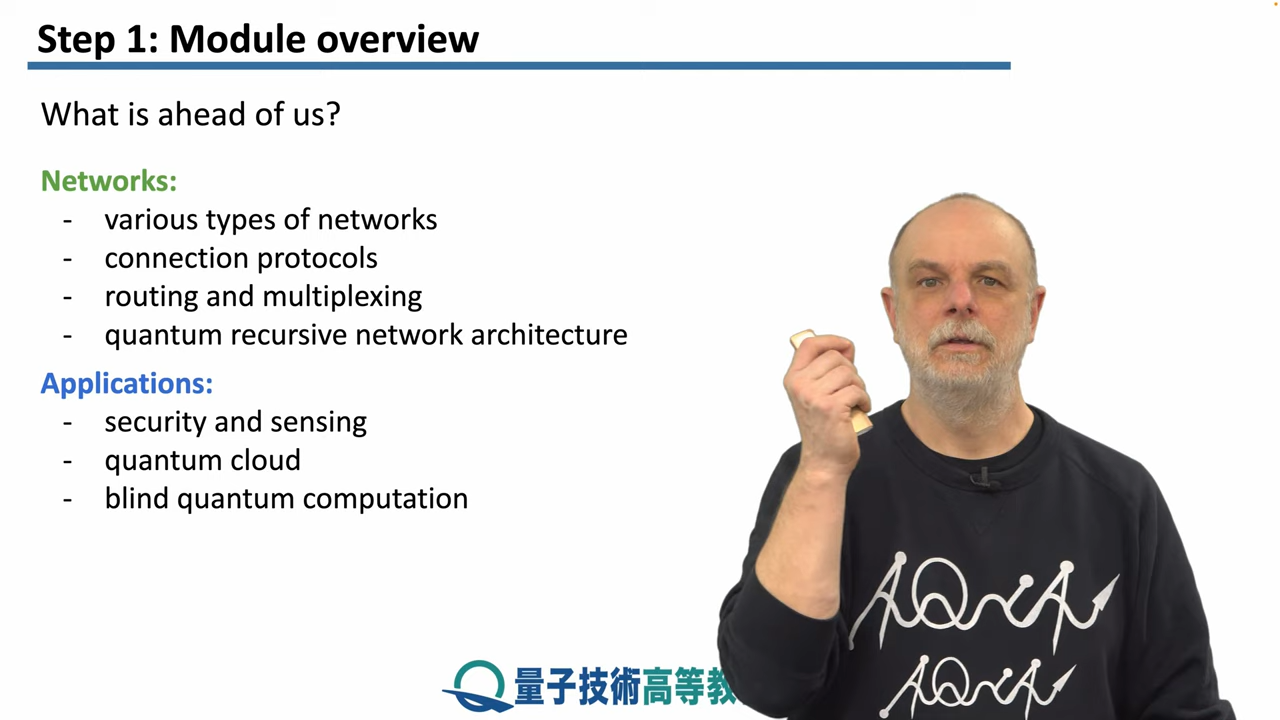 Step 1: Module overview
What is ahead of us?
Networks:
- various types of networks
- connection protocols
- routing and multiplexing
- quantum recursive network architecture
Applications:
- security and sensing
- quantum cloud
- blind quantum computation
量子技術高等教